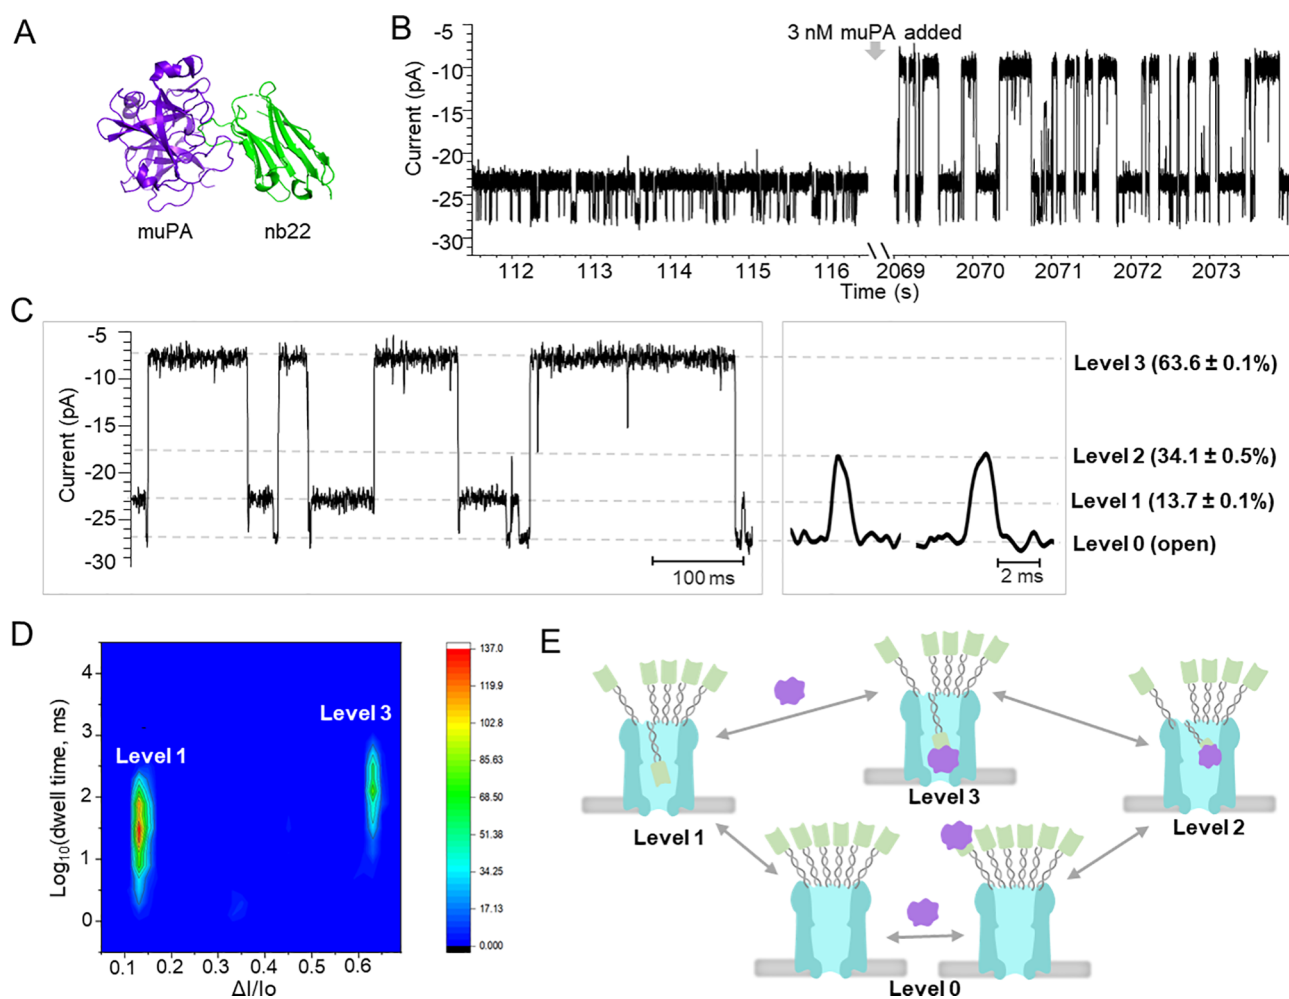 A
muPA
nb22
B
3 nM muPA added
Current (pA)
-5
-10
-15
-20
-25
-30
112
113
114
115
116
2069
2070
2071
2072
2073
Time (s)
C
Current (pA)
-5
-10
-15
-20
-25
-30
100 ms
2 ms
Level 3 (63.6 ± 0.1%)
Level 2 (34.1 ± 0.5%)
Level 1 (13.7 ± 0.1%)
Level 0 (open)
D
Log10(dwell time, ms)
4
3
2
1
0
Level 1
Level 3
0.1
0.2
0.3
0.4
0.5
0.6
ΔI/Io
137.0
119.9
102.8
85.63
68.50
51.38
34.25
17.13
0.000
E
Level 1
Level 3
Level 2
Level 0